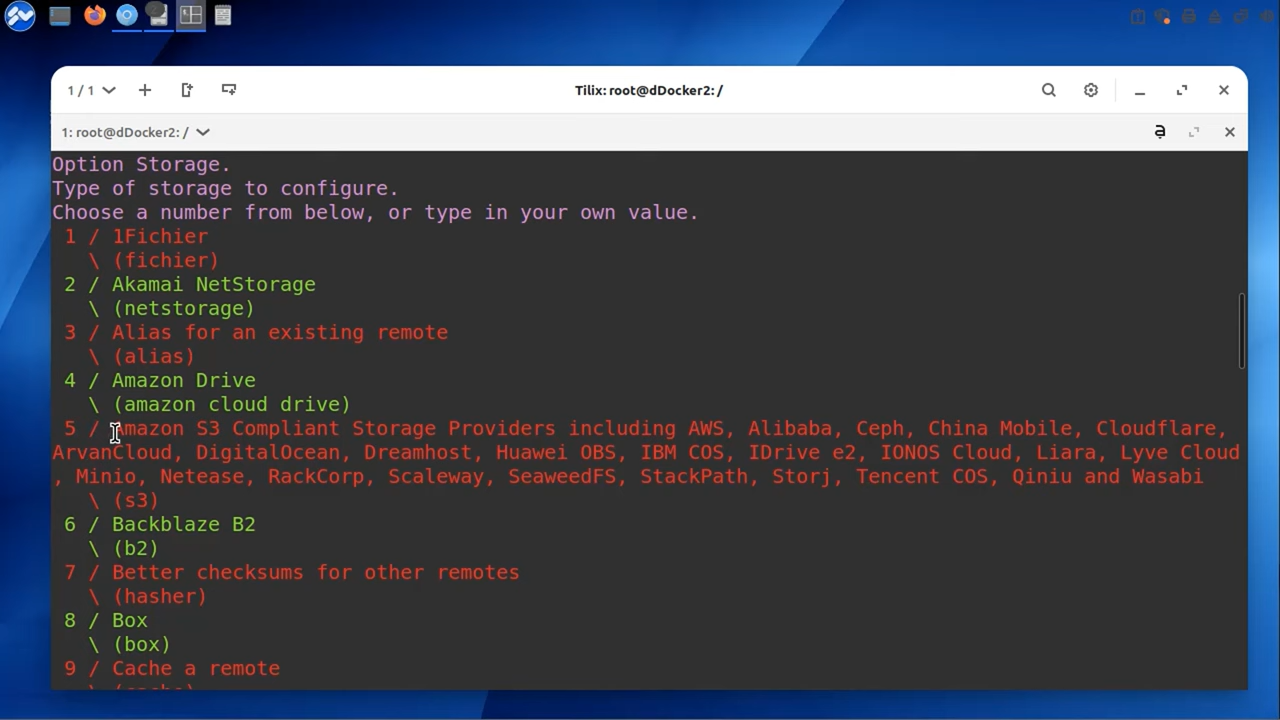 1 / 1
Tilix: root@dDocker2: /
1: root@dDocker2: /
Option Storage.
Type of storage to configure.
Choose a number from below, or type in your own value.
1 / 1Fichier
\ (fichier)
2 / Akamai NetStorage
\ (netstorage)
3 / Alias for an existing remote
\ (alias)
4 / Amazon Drive
\ (amazon cloud drive)
5 / Amazon S3 Compliant Storage Providers including AWS, Alibaba, Ceph, China Mobile, Cloudflare,
ArvanCloud, DigitalOcean, Dreamhost, Huawei OBS, IBM COS, IDrive e2, IONOS Cloud, Liara, Lyve Cloud
, Minio, Netease, RackCorp, Scaleway, SeaweedFS, StackPath, Storj, Tencent COS, Qiniu and Wasabi
\ (s3)
6 / Backblaze B2
\ (b2)
7 / Better checksums for other remotes
\ (hasher)
8 / Box
\ (box)
9 / Cache a remote
\ (cache)